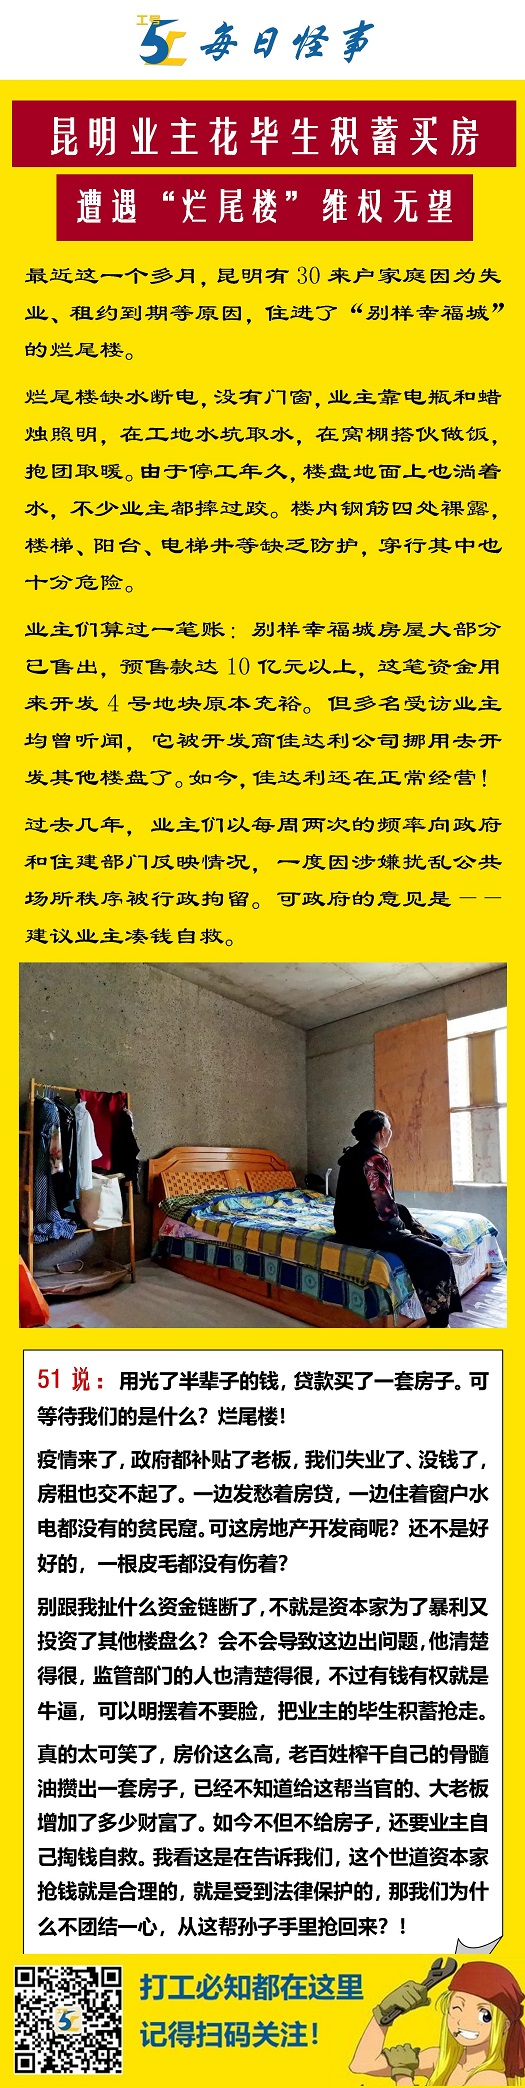 工号
51
每日怪事
昆明业主花毕生积蓄买房
遭遇“烂尾楼”维权无望
最近这一个多月，昆明有 30 来户家庭因为失
业、租约到期等原因，住进了“别样幸福城”
的烂尾楼。
烂尾楼缺水断电，没有门窗，业主靠电瓶和蜡
烛照明，在工地水坑取水，在窝棚搭伙做饭，
抱团取暖。由于停工年久，楼盘地面上也淌着
水，不少业主都摔过跤。楼内钢筋四处裸露，
楼梯、阳台、电梯井等缺乏防护，穿行其中也
十分危险。
业主们算过一笔账：别样幸福城房屋大部分
已售出，预售款达 10 亿元以上，这笔资金用
来开发 4 号地块原本充裕。但多名受访业主
均曾听闻，它被开发商佳达利公司挪用去开
发其他楼盘了。如今，佳达利还在正常经营！
过去几年，业主们以每周两次的频率向政府
和住建部门反映情况，一度因涉嫌扰乱公共
场所秩序被行政拘留。可政府的意见是——
建议业主凑钱自救。
51 说：用光了半辈子的钱，贷款买了一套房子。可
等待我们的是什么？烂尾楼！
疫情来了，政府都补贴了老板，我们失业了、没钱了，
房租也交不起了。一边发愁着房贷，一边住着窗户水
电都没有的贫民窟。可这房地产开发商呢？还不是好
好的，一根皮毛都没有伤着？
别跟我扯什么资金链断了，不就是资本家为了暴利又
投资了其他楼盘么？会不会导致这边出问题，他清楚
得很，监管部门的人也清楚得很，不过有钱有权就是
牛逼，可以明摆着不要脸，把业主的毕生积蓄抢走。
真的太可笑了，房价这么高，老百姓榨干自己的骨髓
油攒出一套房子，已经不知道给这帮当官的、大老板
增加了多少财富了。如今不但不给房子，还要业主自
己掏钱自救。我看这是在告诉我们，这个世道资本家
抢钱就是合理的，就是受到法律保护的，那我们为什
么不团结一心，从这帮孙子手里抢回来？！
打工必知都在这里
记得扫码关注！